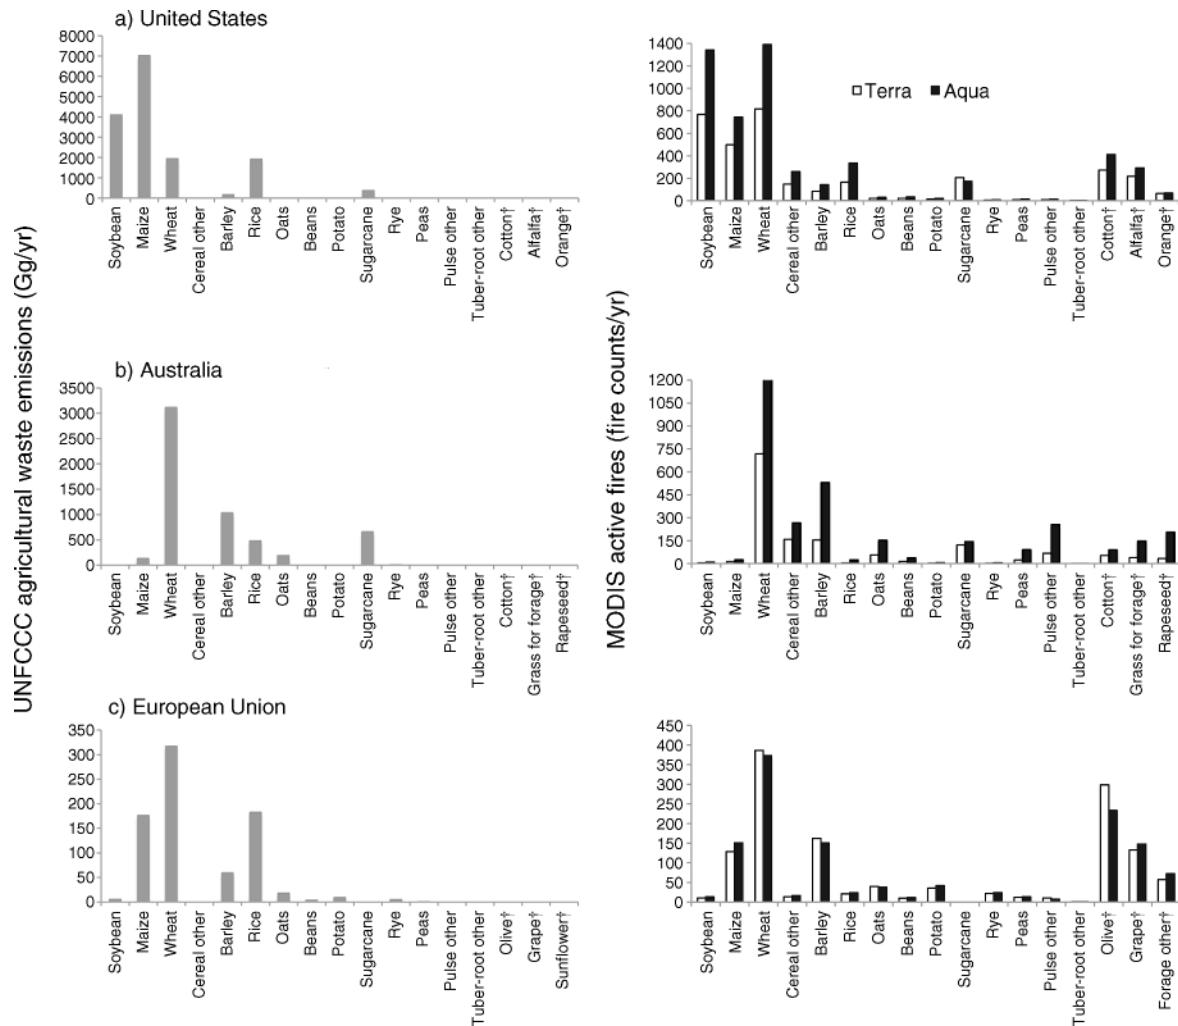 a) United States
UNFCCC agricultural waste emissions (Gg/yr)
8000
7000
6000
5000
4000
3000
2000
1000
0
Soybean
Maize
Wheat
Cereal other
Barley
Rice
Oats
Beans
Potato
Sugarcane
Rye
Peas
Pulse other
Tuber-root other
Cotton†
Alfalfa†
Orange†
MODIS active fires (fire counts/yr)
1400
1200
1000
800
600
400
200
0
Terra
Aqua
Soybean
Maize
Wheat
Cereal other
Barley
Rice
Oats
Beans
Potato
Sugarcane
Rye
Peas
Pulse other
Tuber-root other
Cotton†
Alfalfa†
Orange†
b) Australia
3500
3000
2500
2000
1500
1000
500
0
Soybean
Maize
Wheat
Cereal other
Barley
Rice
Oats
Beans
Potato
Sugarcane
Rye
Peas
Pulse other
Tuber-root other
Cotton†
Grass for forage†
Rapeseed†
1200
1050
900
750
600
450
300
150
0
Soybean
Maize
Wheat
Cereal other
Barley
Rice
Oats
Beans
Potato
Sugarcane
Rye
Peas
Pulse other
Tuber-root other
Cotton†
Grass for forage†
Rapeseed†
c) European Union
350
300
250
200
150
100
50
0
Soybean
Maize
Wheat
Cereal other
Barley
Rice
Oats
Beans
Potato
Sugarcane
Rye
Peas
Pulse other
Tuber-root other
Olive†
Grape†
Sunflower†
450
400
350
300
250
200
150
100
50
0
Soybean
Maize
Wheat
Cereal other
Barley
Rice
Oats
Beans
Potato
Sugarcane
Rye
Peas
Pulse other
Tuber-root other
Olive†
Grape†
Forage other†